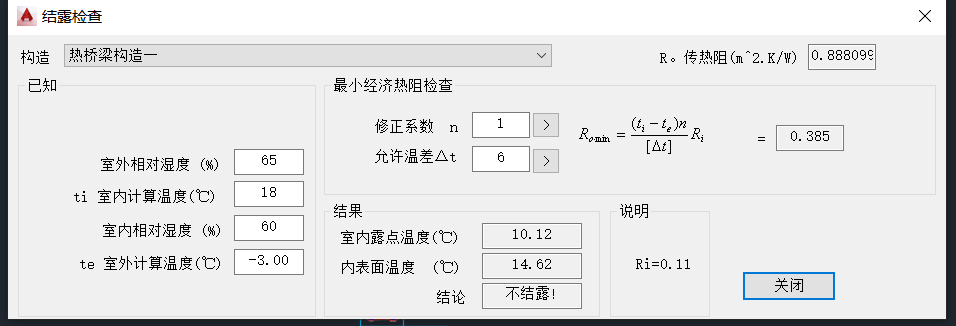 结露检查
构造 热桥梁构造一 R。传热阻(m^2.K/W) 0.888099
已知
室外相对湿度 (%) 65
ti 室内计算温度(℃) 18
室内相对湿度 (%) 60
te 室外计算温度(℃) -3.00
最小经济热阻检查
修正系数 n 1 >
允许温差△t 6 >
R_{o·min} = \frac{(t_i - t_e)n}{[Δt]} R_i = 0.385
结果
室内露点温度(℃) 10.12
内表面温度 (℃) 14.62
结论 不结露!
说明
Ri=0.11
关闭